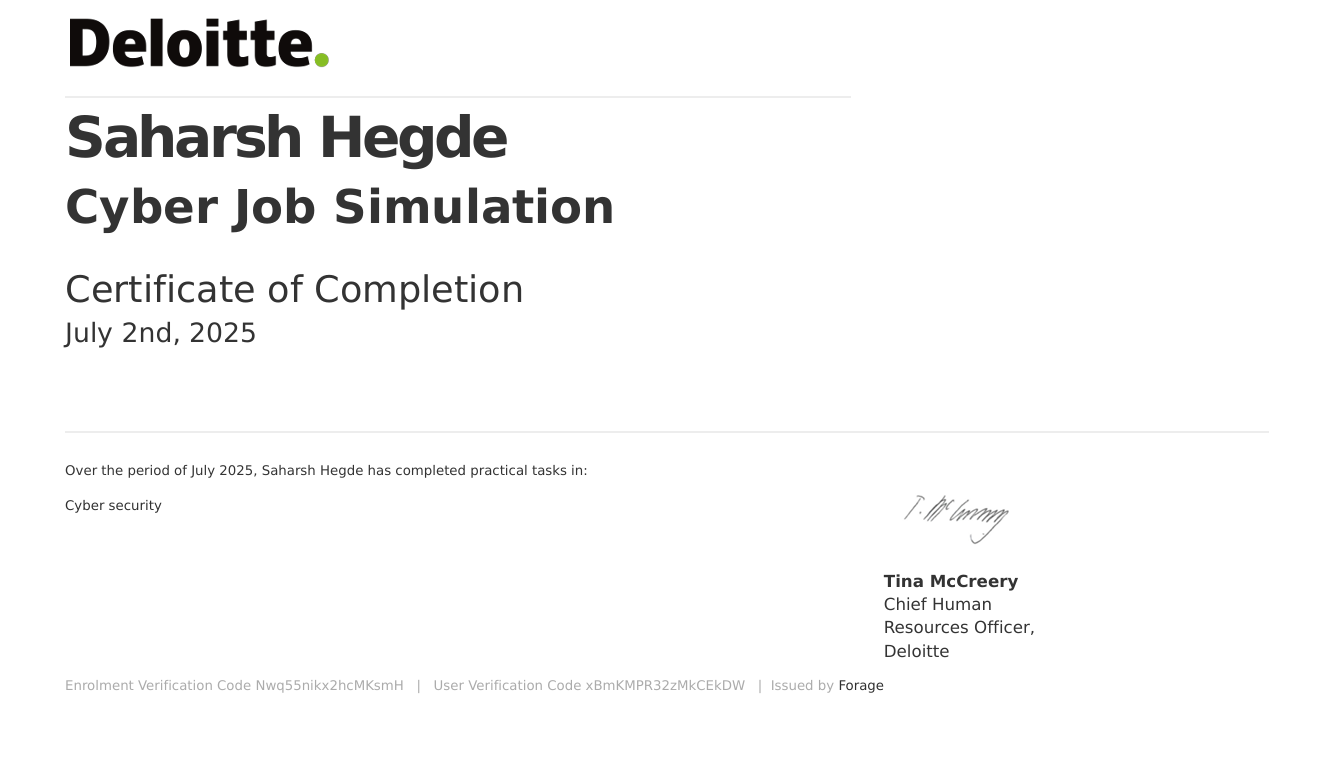 Deloitte.
Saharsh Hegde
Cyber Job Simulation
Certificate of Completion
July 2nd, 2025
Over the period of July 2025, Saharsh Hegde has completed practical tasks in:
Cyber security
T. McCreery
Tina McCreery
Chief Human
Resources Officer,
Deloitte
Enrolment Verification Code Nwq55nikx2hcMKsmH | User Verification Code xBmKMPR32zMkCEkDW | Issued by Forage